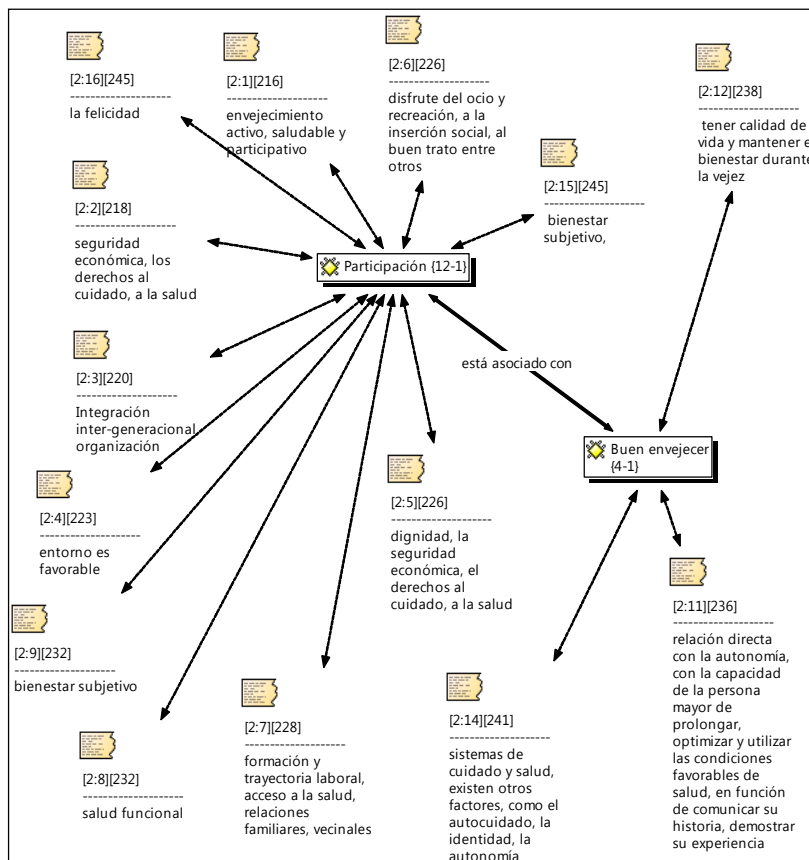 [2:16][245]
--------------------
la felicidad
[2:1][216]
--------------------
envejecimiento
activo, saludable y
participativo
[2:6][226]
--------------------
disfrute del ocio y
recreación, a la
inserción social, al
buen trato entre
otros
[2:12][238]
--------------------
tener calidad de
vida y mantener e
bienestar durante
la vejez
[2:15][245]
--------------------
bienestar
subjetivo,
[2:2][218]
--------------------
seguridad
económica, los
derechos al
cuidado, a la salud
Participación {12-1}
[2:3][220]
--------------------
Integración
inter-generacional,
organización
está asociado con
Buen envejecer
{4-1}
[2:4][223]
--------------------
entorno es
favorable
[2:5][226]
--------------------
dignidad, la
seguridad
económica, el
derechos al
cuidado, a la salud
[2:9][232]
--------------------
bienestar subjetivo
[2:11][236]
--------------------
relación directa
con la autonomía,
con la capacidad
de la persona
mayor de
prolongar,
optimizar y utilizar
las condiciones
favorables de
salud, en función
de comunicar su
historia, demostrar
su experiencia
[2:8][232]
--------------------
salud funcional
[2:7][228]
--------------------
formación y
trayectoria laboral,
acceso a la salud,
relaciones
familiares, vecinales
[2:14][241]
--------------------
sistemas de
cuidado y salud,
existen otros
factores, como el
autocuidado, la
identidad, la
autonomía